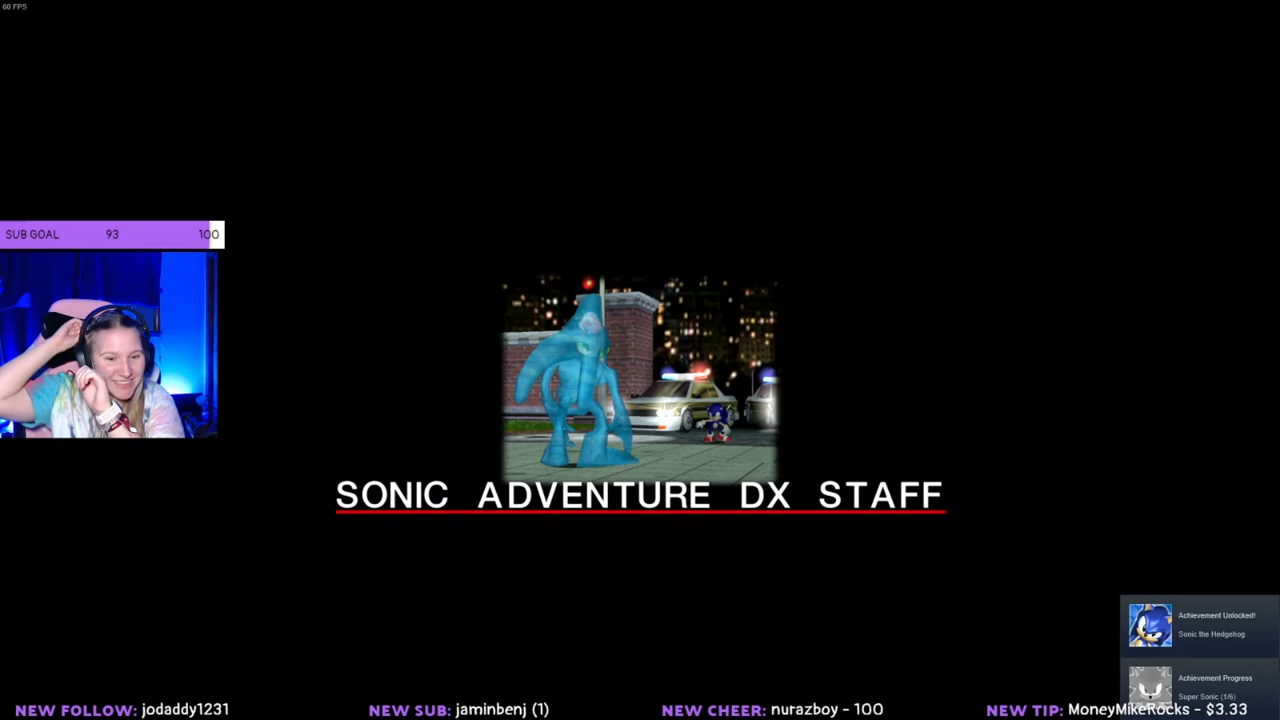 60 FPS
SUB GOAL 93 100
SONIC ADVENTURE DX STAFF
Achievement Unlocked!
Sonic the Hedgehog
Achievement Progress
Super Sonic (1/6)
NEW FOLLOW: jodaddy1231 NEW SUB: jaminbenj (1) NEW CHEER: nurazboy - 100 NEW TIP: MoneyMikeRocks - $3.33